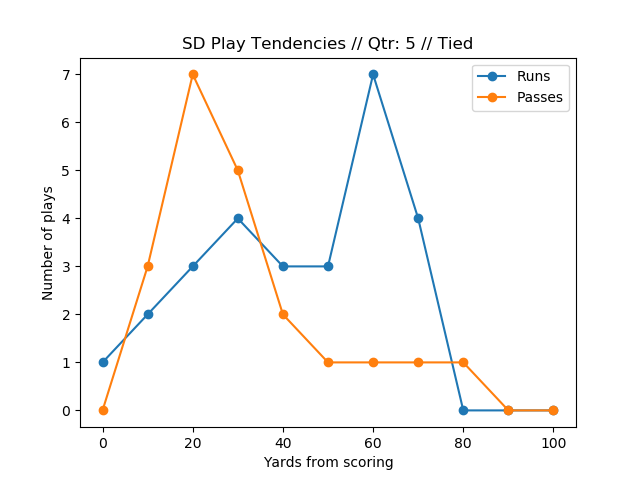 SD Play Tendencies // Qtr: 5 // Tied
Runs
Passes
Number of plays
7
6
5
4
3
2
1
0
0 20 40 60 80 100
Yards from scoring